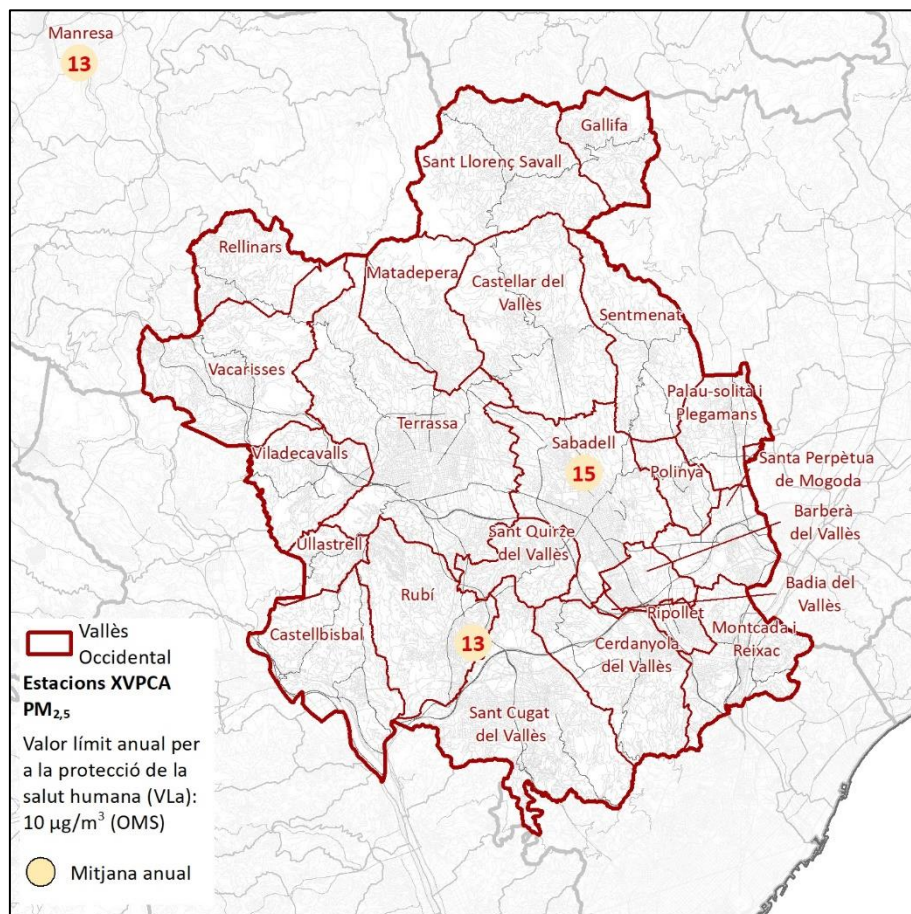 Manresa
13
Gallifa
Sant Llorenç Savall
Rellinars
Matadepera
Castellar del
Vallès
Sentmenat
Vacarisses
Palau-solità i
Plegamans
Terrassa
Sabadell
15
Viladecavalls
Polinyà
Santa Perpètua
de Mogoda
Barberà
del Vallès
Sant Quirze
del Vallès
Ullastrell
Badia del
Vallès
Rubí
Ripollet
Castellbisbal
13
Cerdanyola
del Vallès
Montcada i
Reixac
Sant Cugat
del Vallès
Vallès
Occidental
Estacions XVPCA
PM2,5
Valor límit anual per
a la protecció de la
salut humana (VLa):
10 µg/m³ (OMS)
Mitjana anual